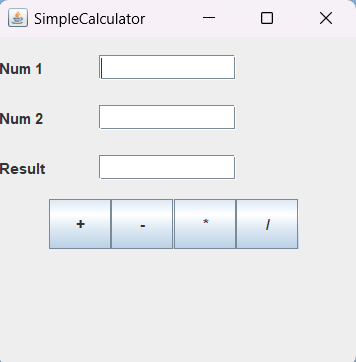 SimpleCalculator
Num 1
Num 2
Result
+ - * /